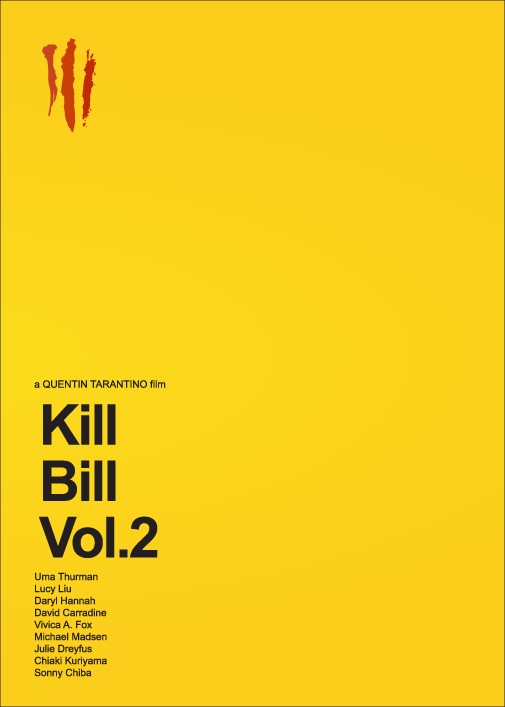 a QUENTIN TARANTINO film
Kill
Bill
Vol.2
Uma Thurman
Lucy Liu
Daryl Hannah
David Carradine
Vivica A. Fox
Michael Madsen
Julie Dreyfus
Chiaki Kuriyama
Sonny Chiba